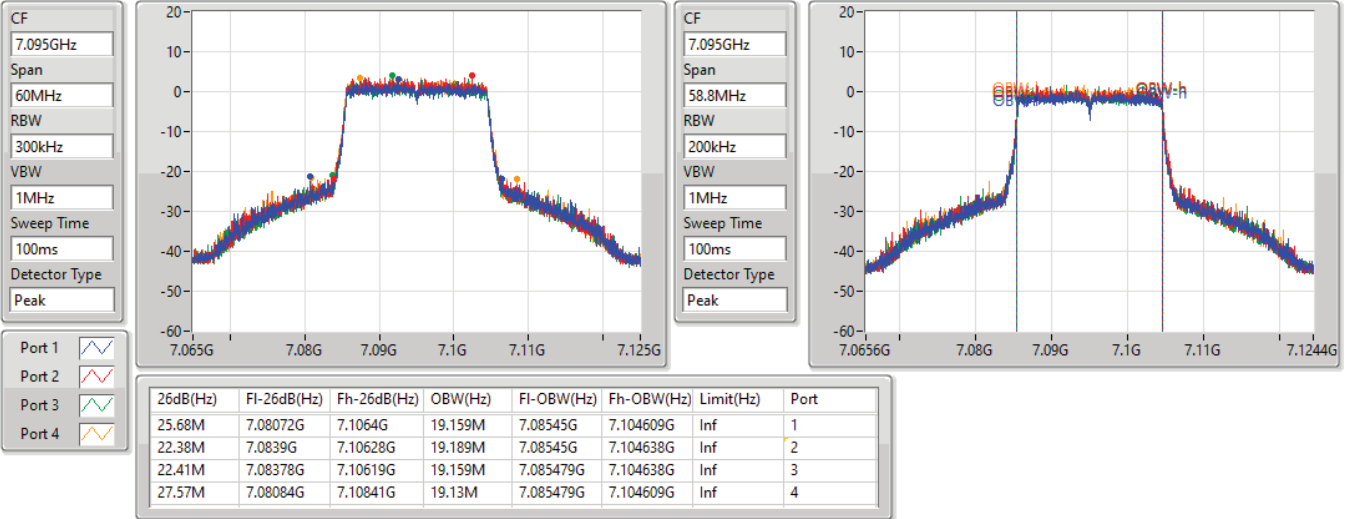 CF
7.095GHz
Span
60MHz
RBW
300kHz
VBW
1MHz
Sweep Time
100ms
Detector Type
Peak
20
10
0
-10
-20
-30
-40
-50
-60
7.065G 7.08G 7.09G 7.1G 7.11G 7.125G
CF
7.095GHz
Span
58.8MHz
RBW
200kHz
VBW
1MHz
Sweep Time
100ms
Detector Type
Peak
20
10
0
-10
-20
-30
-40
-50
-60
OBW-h
7.0656G 7.08G 7.09G 7.1G 7.11G 7.1244G
Port 1
Port 2
Port 3
Port 4
26dB(Hz) Fl-26dB(Hz) Fh-26dB(Hz) OBW(Hz) Fl-OBW(Hz) Fh-OBW(Hz) Limit(Hz) Port
25.68M 7.08072G 7.1064G 19.159M 7.08545G 7.104609G Inf 1
22.38M 7.0839G 7.10628G 19.189M 7.08545G 7.104638G Inf 2
22.41M 7.08378G 7.10619G 19.159M 7.085479G 7.104638G Inf 3
27.57M 7.08084G 7.10841G 19.13M 7.085479G 7.104609G Inf 4